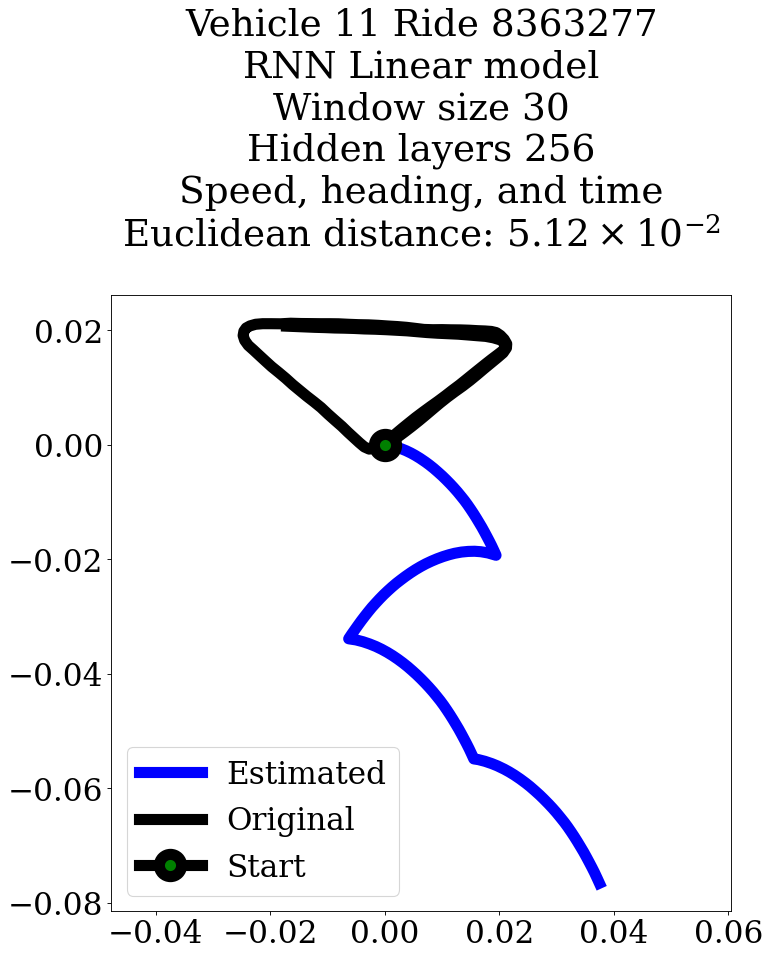 Vehicle 11 Ride 8363277
RNN Linear model
Window size 30
Hidden layers 256
Speed, heading, and time
Euclidean distance: 5.12 × 10⁻²
0.02
0.00
−0.02
−0.04
−0.06
−0.08
Estimated
Original
Start
−0.04 −0.02 0.00 0.02 0.04 0.06